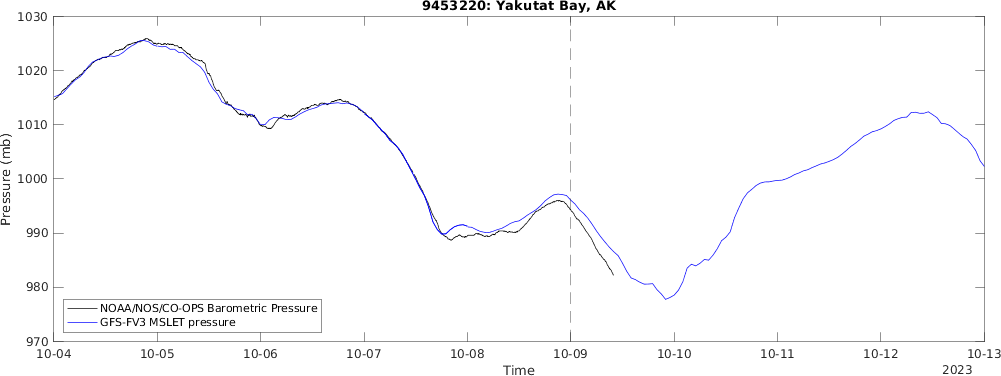 9453220: Yakutat Bay, AK
1030
1020
1010
1000
990
980
970
Pressure (mb)
NOAA/NOS/CO-OPS Barometric Pressure
GFS-FV3 MSLET pressure
10-04 10-05 10-06 10-07 10-08 10-09 10-10 10-11 10-12 10-13
Time
2023